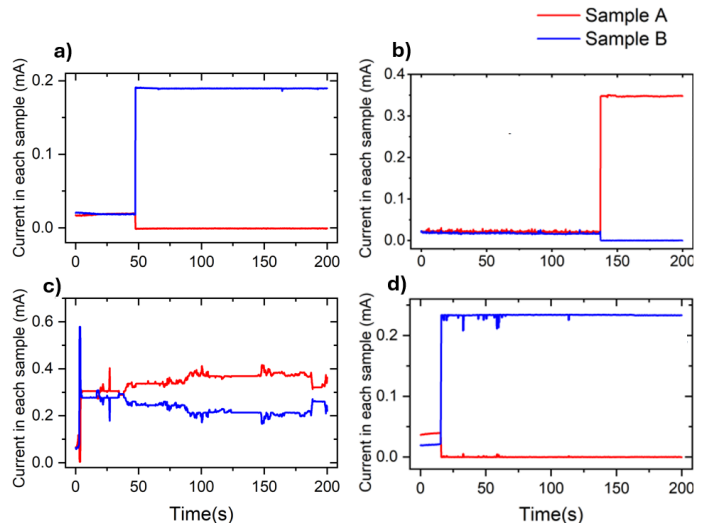 Sample A
Sample B
a)
b)
Current in each sample (mA)
0.2
0.1
0.0
0 50 100 150 200
Current in each sample (mA)
0.4
0.3
0.2
0.1
0.0
0 50 100 150 200
c)
d)
Current in each sample (mA)
0.6
0.4
0.2
0.0
0 50 100 150 200
Time(s)
Current in each sample (mA)
0.2
0.1
0.0
0 50 100 150 200
Time(s)